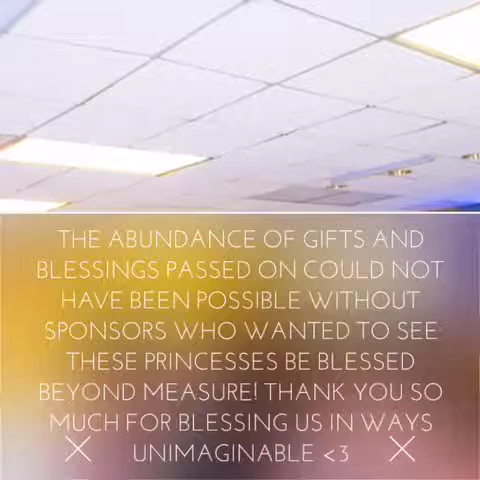 THE ABUNDANCE OF GIFTS AND
BLESSINGS PASSED ON COULD NOT
HAVE BEEN POSSIBLE WITHOUT
SPONSORS WHO WANTED TO SEE
THESE PRINCESSES BE BLESSED
BEYOND MEASURE! THANK YOU SO
MUCH FOR BLESSING US IN WAYS
UNIMAGINABLE <3